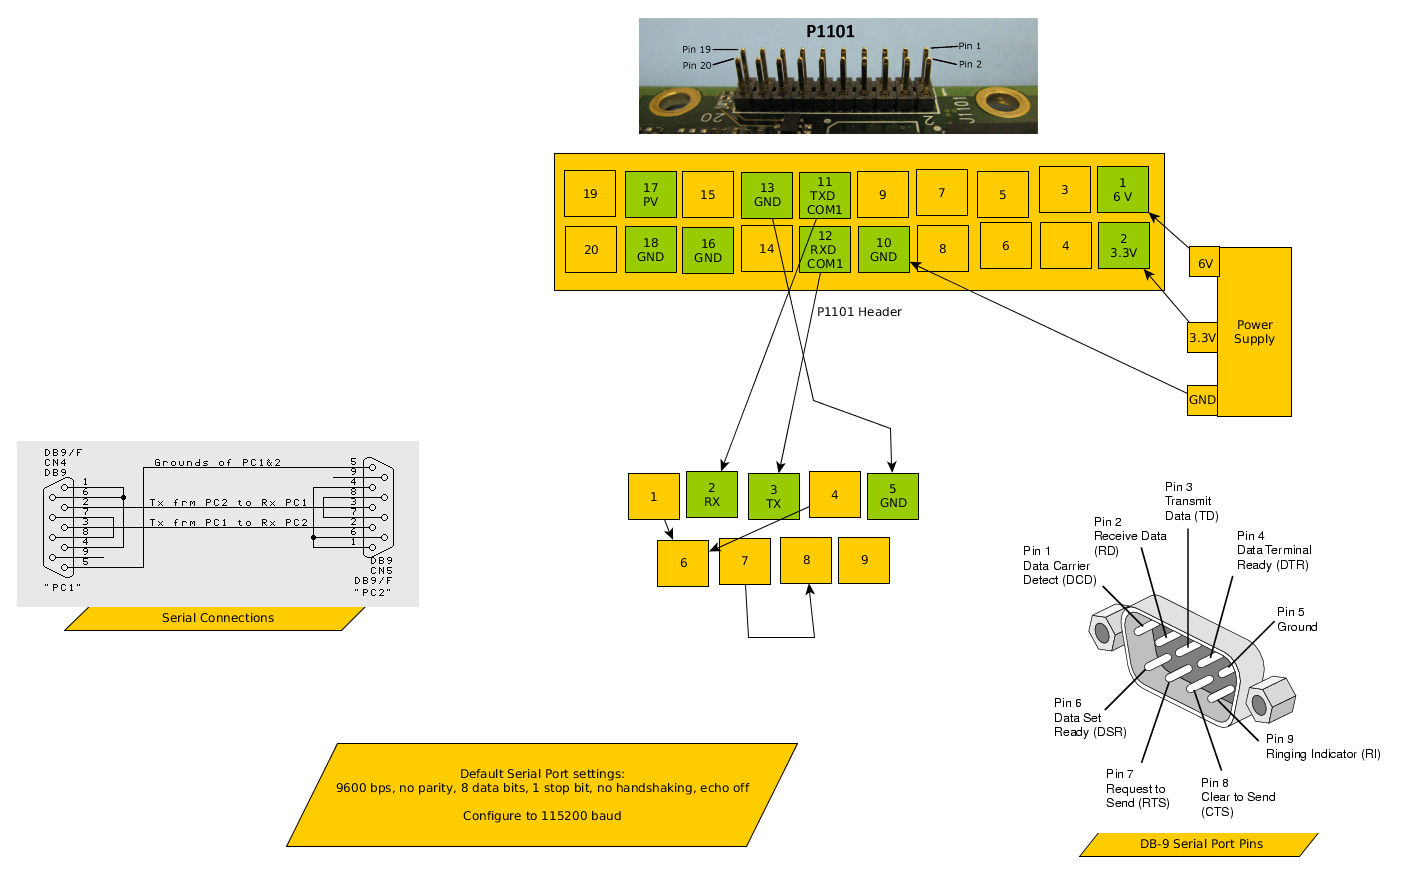 P1101
Pin 19
Pin 20
Pin 1
Pin 2
20
2
J1101
19
17
PV
15
13
GND
11
TXD
COM1
9
7
5
3
1
6 V
20
18
GND
16
GND
14
12
RXD
COM1
10
GND
8
6
4
2
3.3V
6V
3.3V
GND
Power
Supply
P1101 Header
1
2
RX
3
TX
4
5
GND
6
7
8
9
DB9/F
CN4
DB9
1
6
2
7
3
8
4
9
5
"PC1"
Grounds of PC1&2
Tx frm PC2 to Rx PC1
Tx frm PC1 to Rx PC2
5
9
4
8
3
7
2
6
1
DB9
CN5
DB9/F
"PC2"
Serial Connections
Default Serial Port settings:
9600 bps, no parity, 8 data bits, 1 stop bit, no handshaking, echo off
Configure to 115200 baud
Pin 1
Data Carrier
Detect (DCD)
Pin 2
Receive Data
(RD)
Pin 3
Transmit
Data (TD)
Pin 4
Data Terminal
Ready (DTR)
Pin 5
Ground
Pin 6
Data Set
Ready (DSR)
Pin 7
Request to
Send (RTS)
Pin 8
Clear to Send
(CTS)
Pin 9
Ringing Indicator (RI)
DB-9 Serial Port Pins